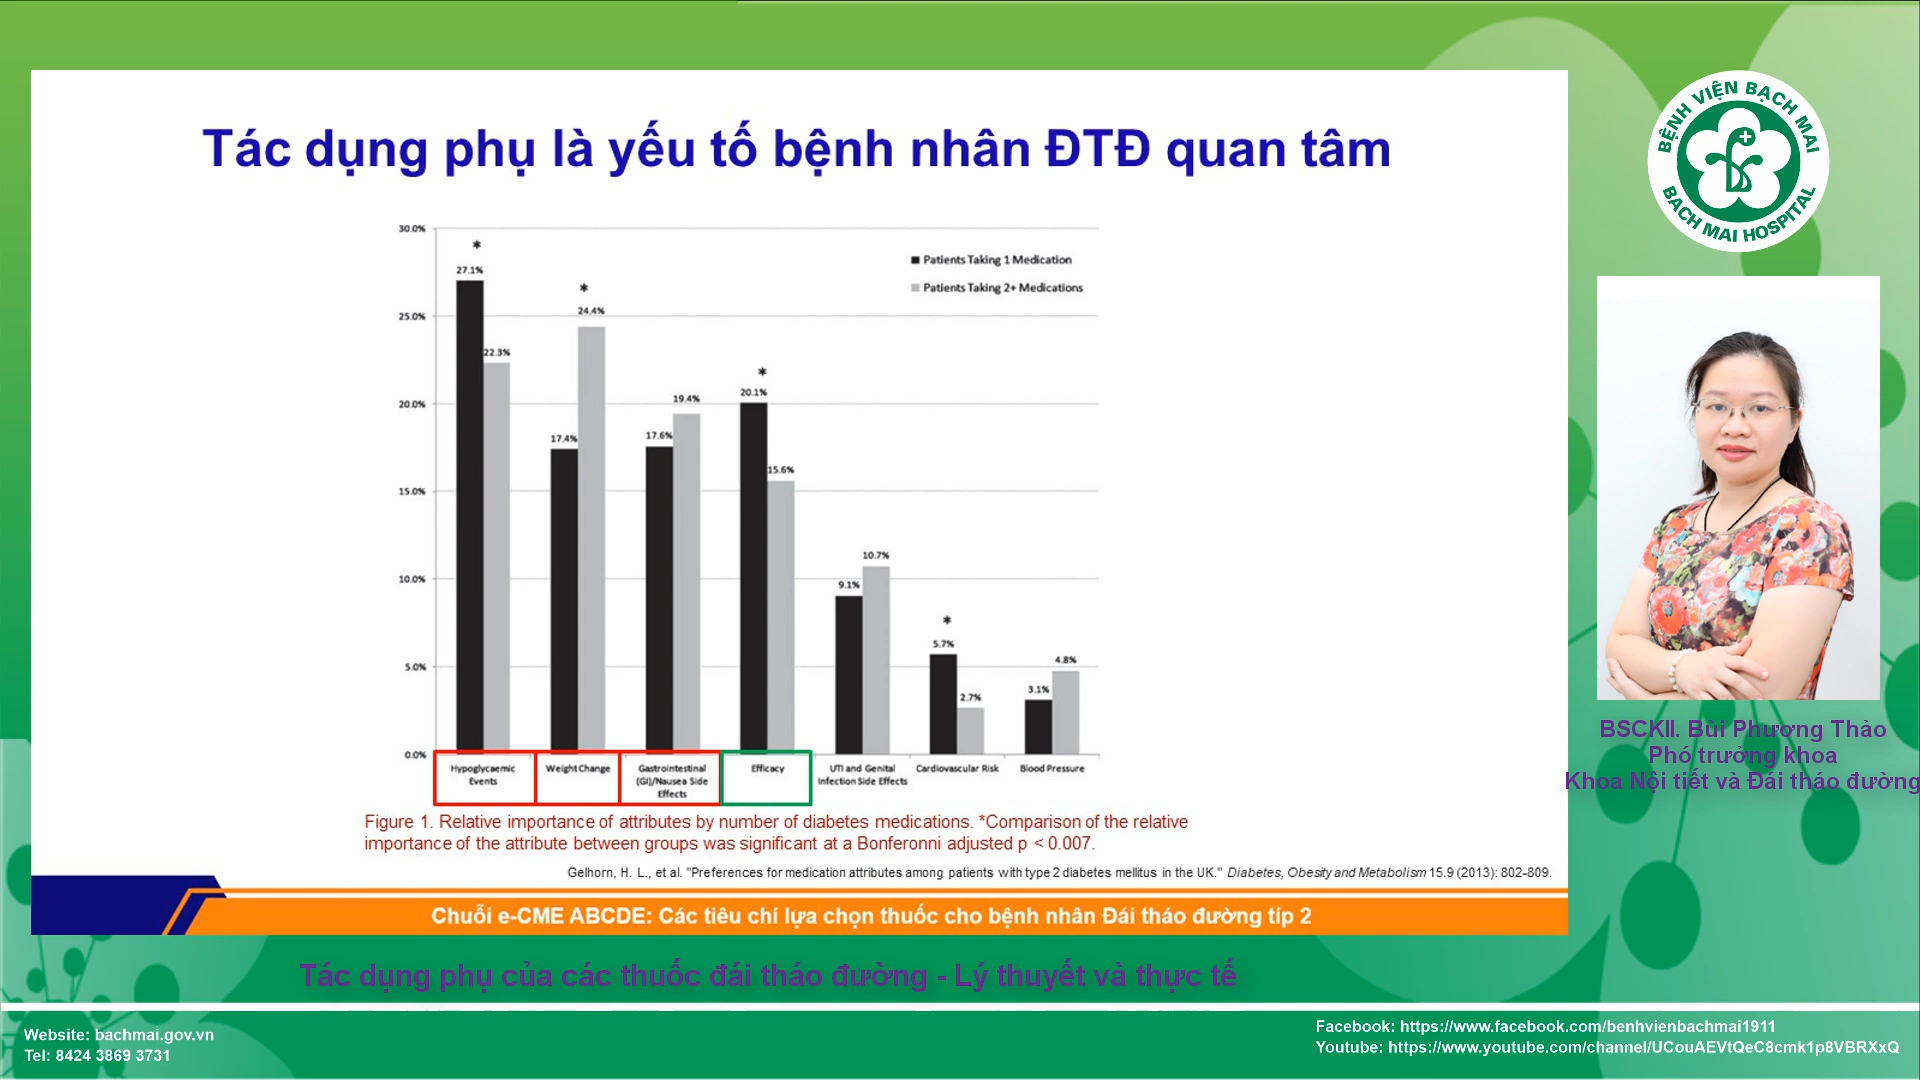 Tác dụng phụ là yếu tố bệnh nhân ĐTĐ quan tâm
30.0%
25.0%
20.0%
15.0%
10.0%
5.0%
0.0%
Patients Taking 1 Medication
Patients Taking 2+ Medications
*
27.1%
22.3%
*
24.4%
17.4%
17.6%
19.4%
*
20.1%
15.6%
9.1%
10.7%
*
5.7%
2.7%
3.1%
4.8%
Hypoglycaemic
Events
Weight Change
Gastrointestinal
(GI)/Nausea Side
Effects
Efficacy
UTI and Genital
Infection Side Effects
Cardiovascular Risk
Blood Pressure
Figure 1. Relative importance of attributes by number of diabetes medications. *Comparison of the relative
importance of the attribute between groups was significant at a Bonferonni adjusted p < 0.007.
Gelhorn, H. L., et al. "Preferences for medication attributes among patients with type 2 diabetes mellitus in the UK." Diabetes, Obesity and Metabolism 15.9 (2013): 802-809.
Chuỗi e-CME ABCDE: Các tiêu chí lựa chọn thuốc cho bệnh nhân Đái tháo đường típ 2
BỆNH VIỆN BẠCH MAI
BACH MAI HOSPITAL
BSCKII. Bùi Phương Thảo
Phó trưởng khoa
Khoa Nội tiết và Đái tháo đường
Tác dụng phụ của các thuốc đái tháo đường - Lý thuyết và thực tế
Website: bachmai.gov.vn
Tel: 8424 3869 3731
Facebook: https://www.facebook.com/benhvienbachmai1911
Youtube: https://www.youtube.com/channel/UCouAEVtQeC8cmk1p8VBRXxQ